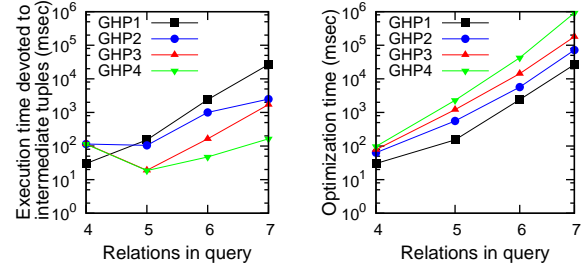 Execution time devoted to
intermediate tuples (msec)
10^6
10^5
10^4
10^3
10^2
10^1
10^0
GHP1
GHP2
GHP3
GHP4
4
5
6
7
Relations in query
Optimization time (msec)
10^6
10^5
10^4
10^3
10^2
10^1
10^0
GHP1
GHP2
GHP3
GHP4
4
5
6
7
Relations in query